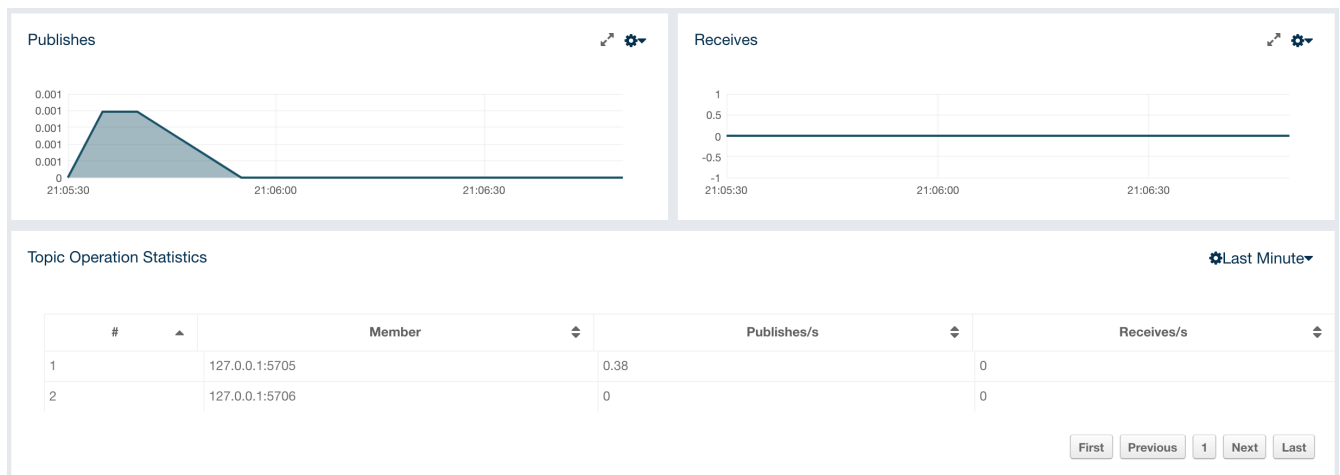 Publishes
0.001
0.001
0.001
0.001
0.001
0
21:05:30 21:06:00 21:06:30
Receives
1
0.5
0
-0.5
-1
21:05:30 21:06:00 21:06:30
Topic Operation Statistics Last Minute
# Member Publishes/s Receives/s
1 127.0.0.1:5705 0.38 0
2 127.0.0.1:5706 0 0
First Previous 1 Next Last